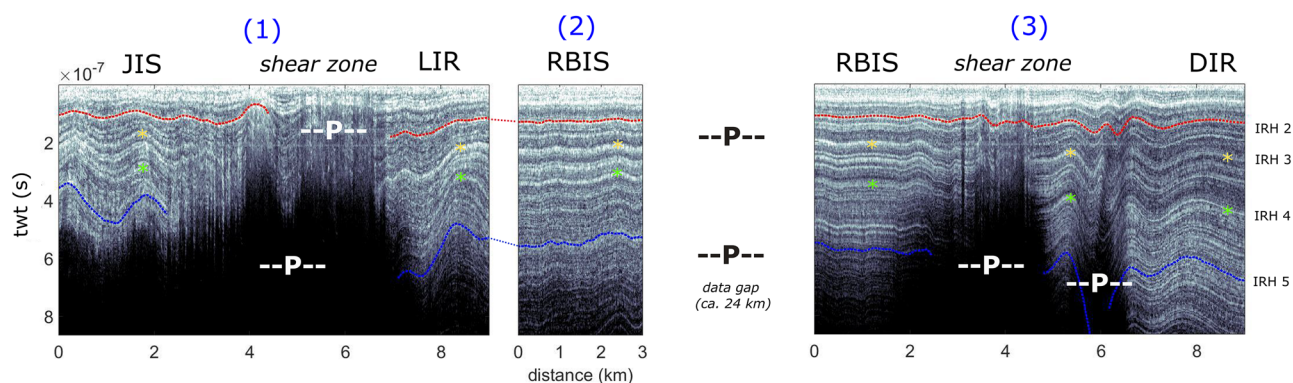 (1)
(2)
(3)
JIS
shear zone
LIR
RBIS
RBIS
shear zone
DIR
×10⁻⁷
--P--
--P--
IRH 2
2
IRH 3
twt (s)
4
IRH 4
6
--P--
--P--
--P--
--P--
IRH 5
data gap
(ca. 24 km)
8
0 2 4 6 8
0 1 2 3
0 2 4 6 8
distance (km)